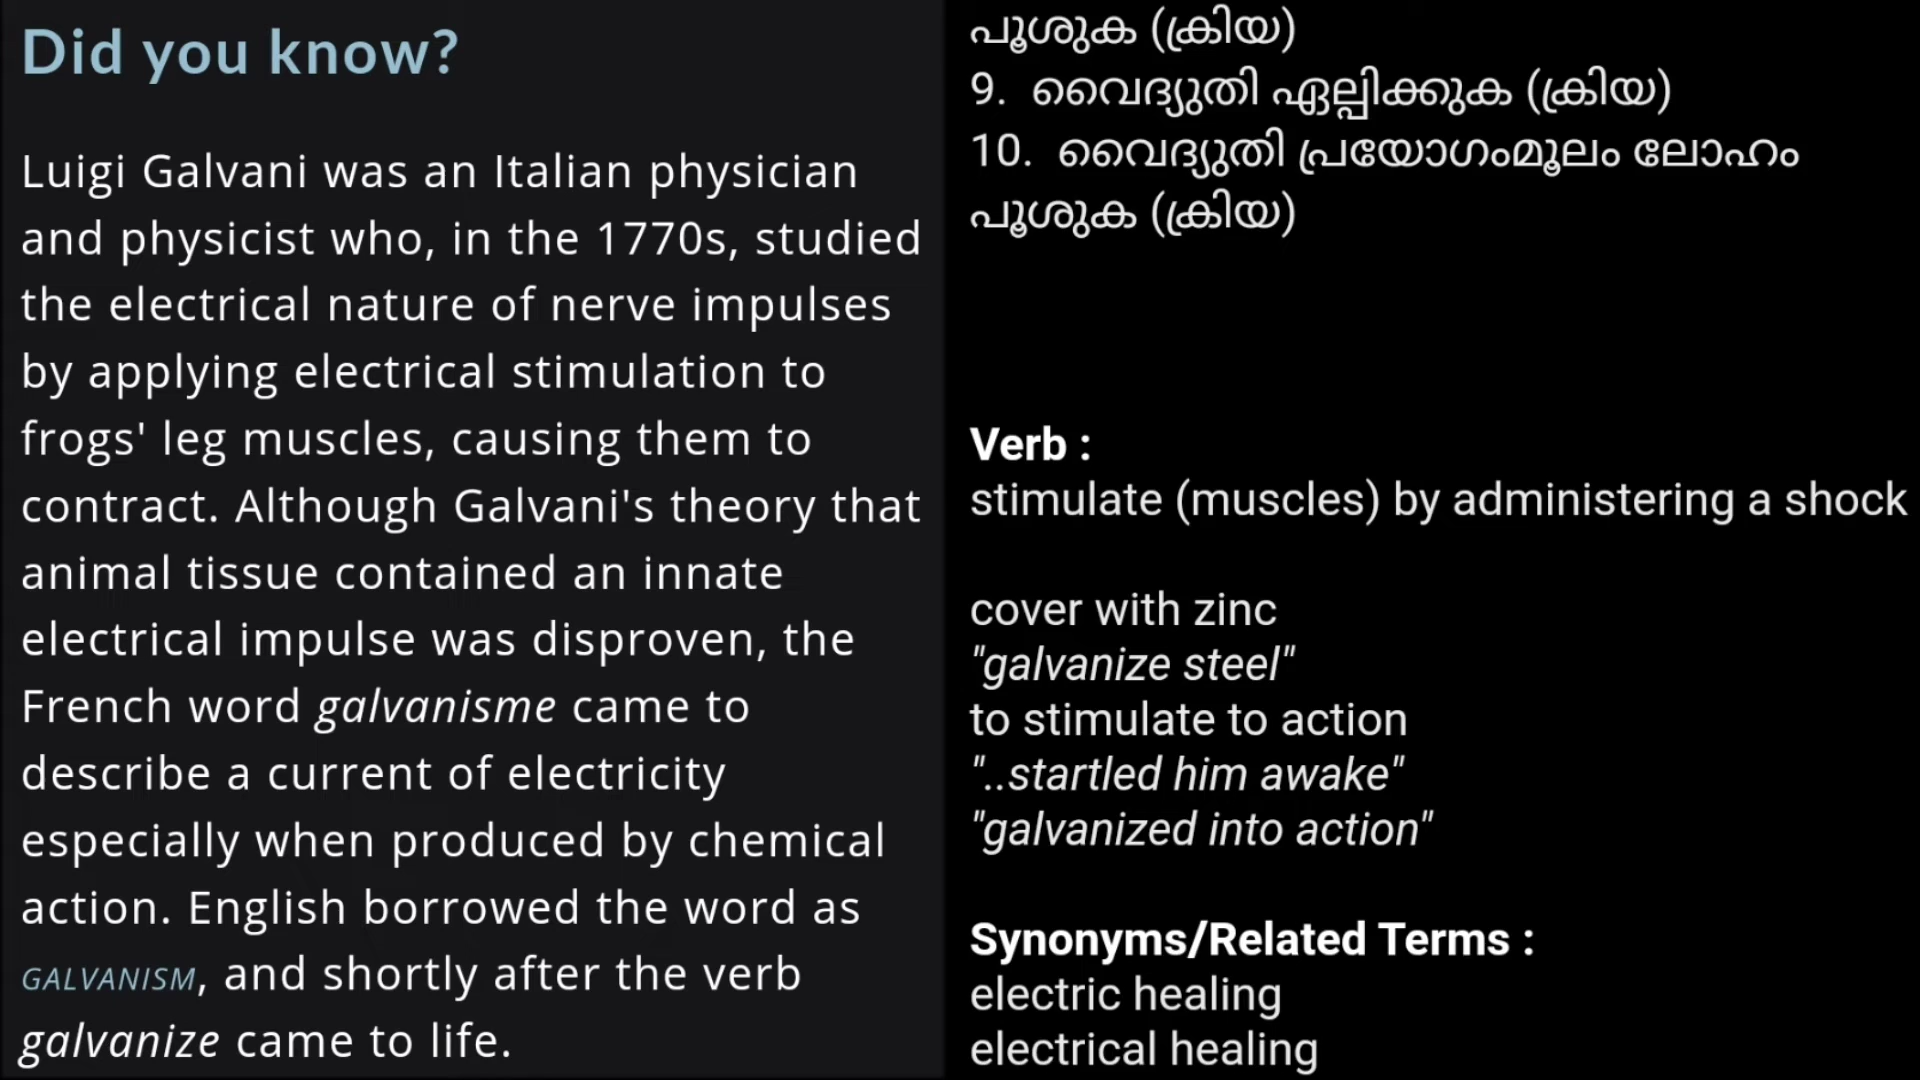 Did you know?
Luigi Galvani was an Italian physician
and physicist who, in the 1770s, studied
the electrical nature of nerve impulses
by applying electrical stimulation to
frogs' leg muscles, causing them to
contract. Although Galvani's theory that
animal tissue contained an innate
electrical impulse was disproven, the
French word galvanisme came to
describe a current of electricity
especially when produced by chemical
action. English borrowed the word as
GALVANISM, and shortly after the verb
galvanize came to life.
പൂശുക (ക്രിയ)
9. വൈദ്യുതി ഏല്പിക്കുക (ക്രിയ)
10. വൈദ്യുതി പ്രയോഗംമൂലം ലോഹം
പൂശുക (ക്രിയ)
Verb :
stimulate (muscles) by administering a shock
cover with zinc
"galvanize steel"
to stimulate to action
"..startled him awake"
"galvanized into action"
Synonyms/Related Terms :
electric healing
electrical healing